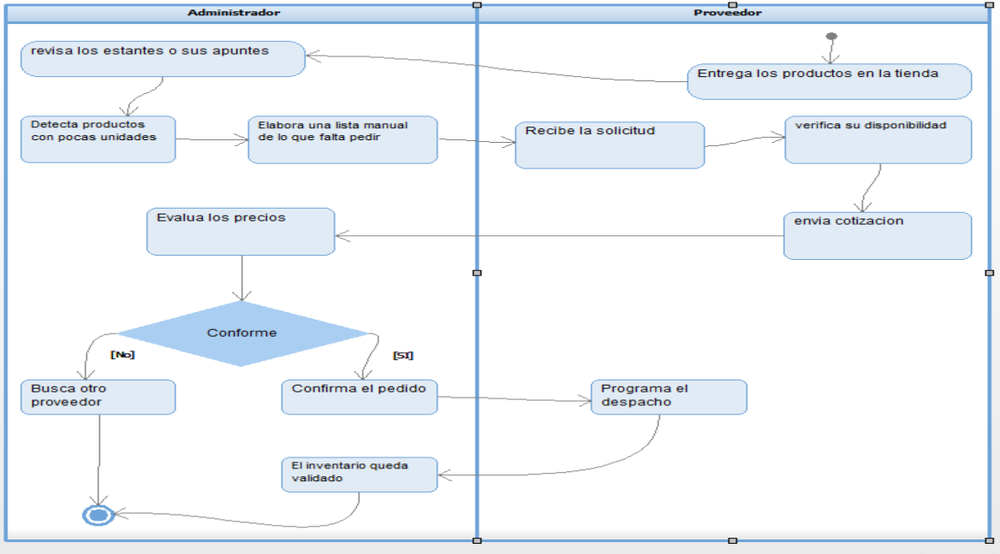 Administrador
Proveedor
revisa los estantes o sus apuntes
Entrega los productos en la tienda
Detecta productos
con pocas unidades
Elabora una lista manual
de lo que falta pedir
Recibe la solicitud
verifica su disponibilidad
Evalua los precios
envia cotizacion
Conforme
[No]
[SI]
Busca otro
proveedor
Confirma el pedido
Programa el
despacho
El inventario queda
validado